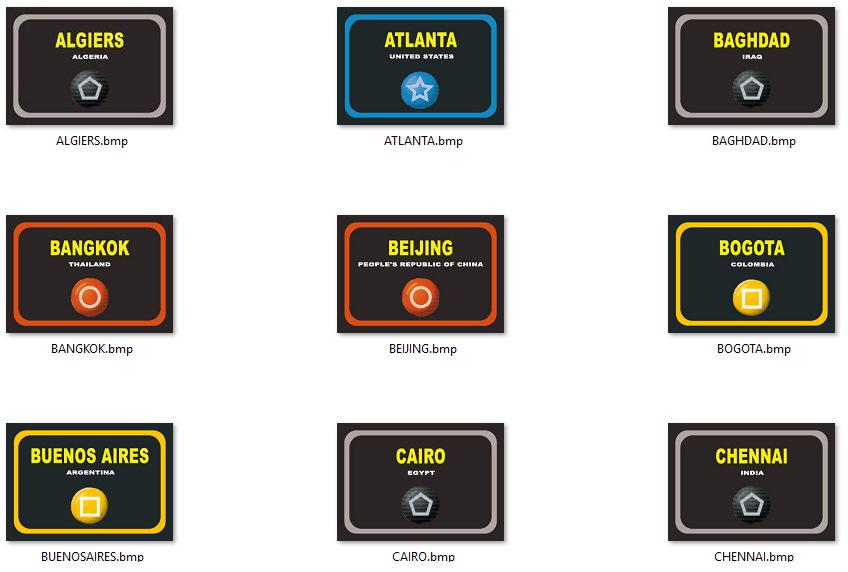 ALGIERS
ALGERIA
ALGIERS.bmp
ATLANTA
UNITED STATES
ATLANTA.bmp
BAGHDAD
IRAQ
BAGHDAD.bmp
BANGKOK
THAILAND
BANGKOK.bmp
BEIJING
PEOPLE'S REPUBLIC OF CHINA
BEIJING.bmp
BOGOTA
COLOMBIA
BOGOTA.bmp
BUENOS AIRES
ARGENTINA
BUENOSAIRES.bmp
CAIRO
EGYPT
CAIRO.bmp
CHENNAI
INDIA
CHENNAI.bmp